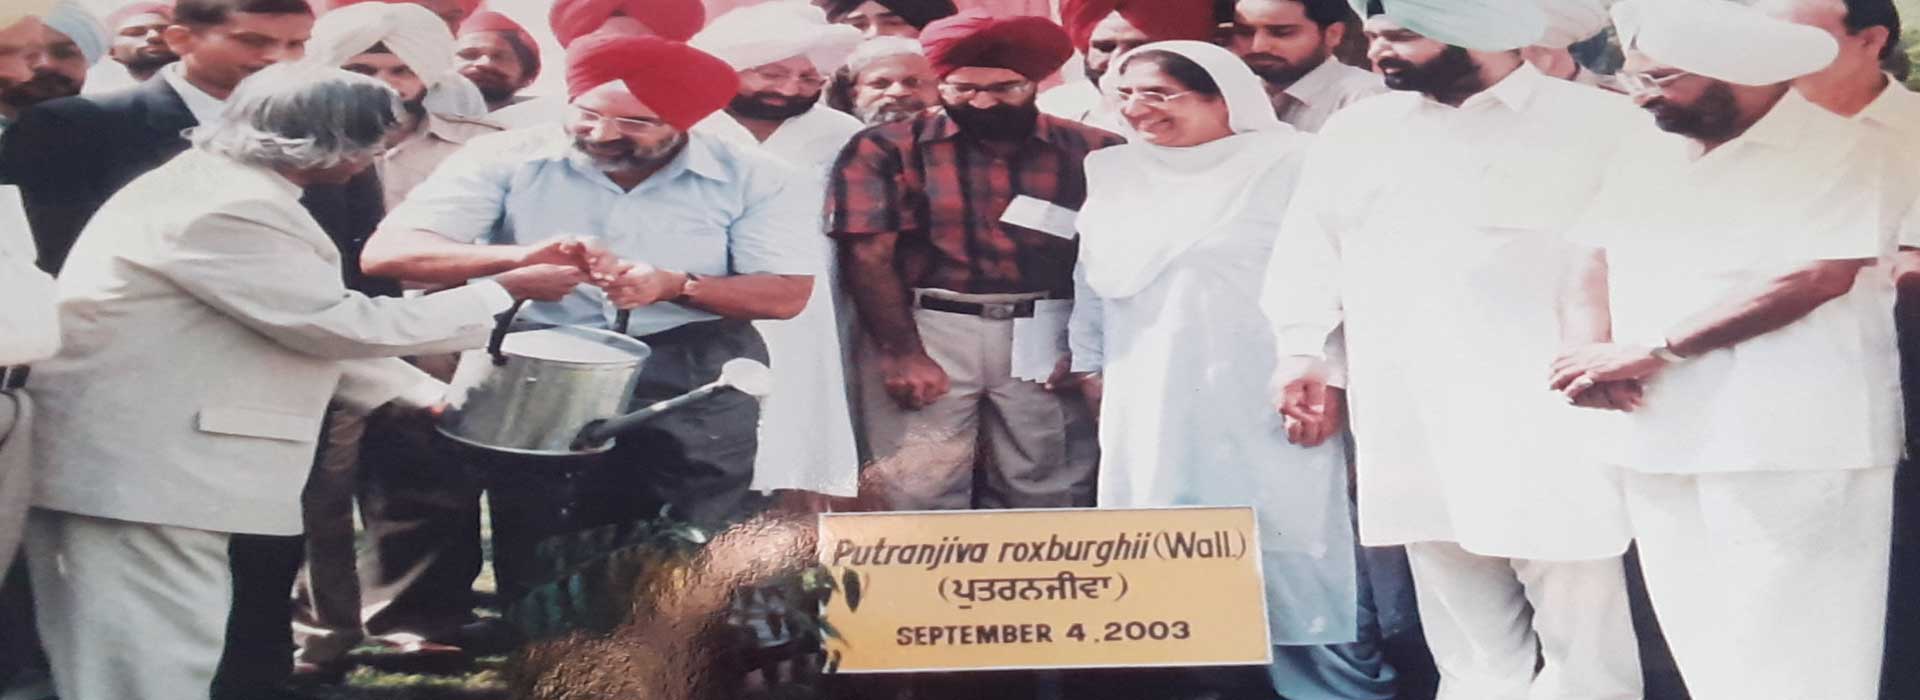 Putranjiva roxburghii (Wall.)
(ਪੁਤਰਨਜੀਵਾ)
SEPTEMBER 4.2003